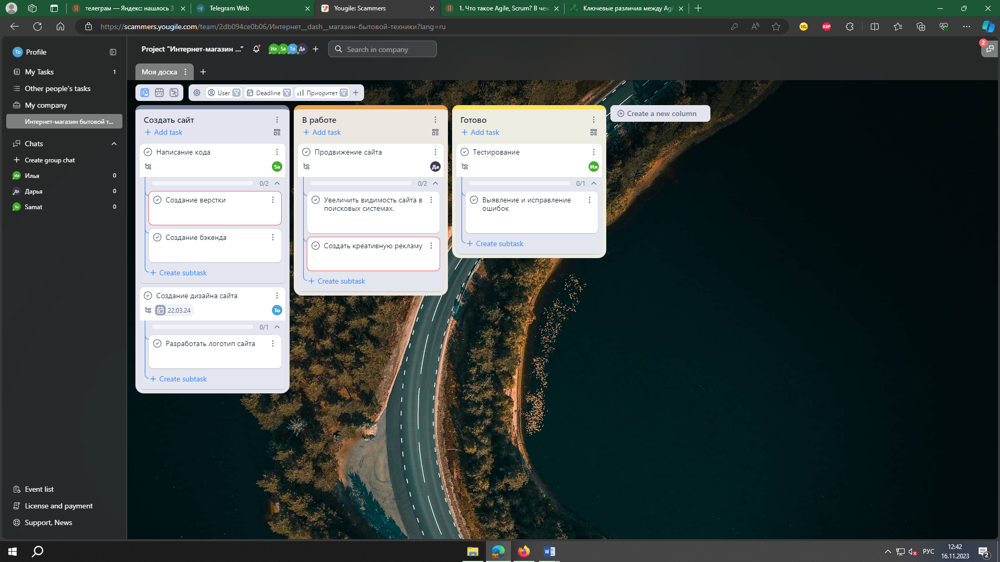 телеграм — Яндекс: нашлось 3
Telegram Web
Yougile: Scammers
1. Что такое Agile, Scrum? В чем
Ключевые различия между Agi
https://scammers.yougile.com/team/2db094ce0b06/Интернет__dash__магазин-бытовой-техники?lang=ru
ABP
To Profile
Project "Интернет-магазин ..."
Ил Sa To Да
Search in company
2
My Tasks 1
Other people's tasks
My company
Интернет-магазин бытовой т...
Chats
Create group chat
Ил Илья 0
Да Дарья 0
Sa Samat 0
Event list
License and payment
Support, News
Моя доска
User
Deadline
Приоритет
Создать сайт
Add task
Написание кода
Sa
0/2
Создание верстки
Создание бэкенда
Create subtask
Создание дизайна сайта
22.03.24
To
0/1
Разработать логотип сайта
Create subtask
В работе
Add task
Продвижение сайта
Да
0/2
Увеличить видимость сайта в
поисковых системах.
Создать креативную рекламу
Create subtask
Готово
Add task
Тестирование
Ил
0/1
Выявление и исправление
ошибок
Create subtask
Create a new column
РУС
12:42
16.11.2023
2